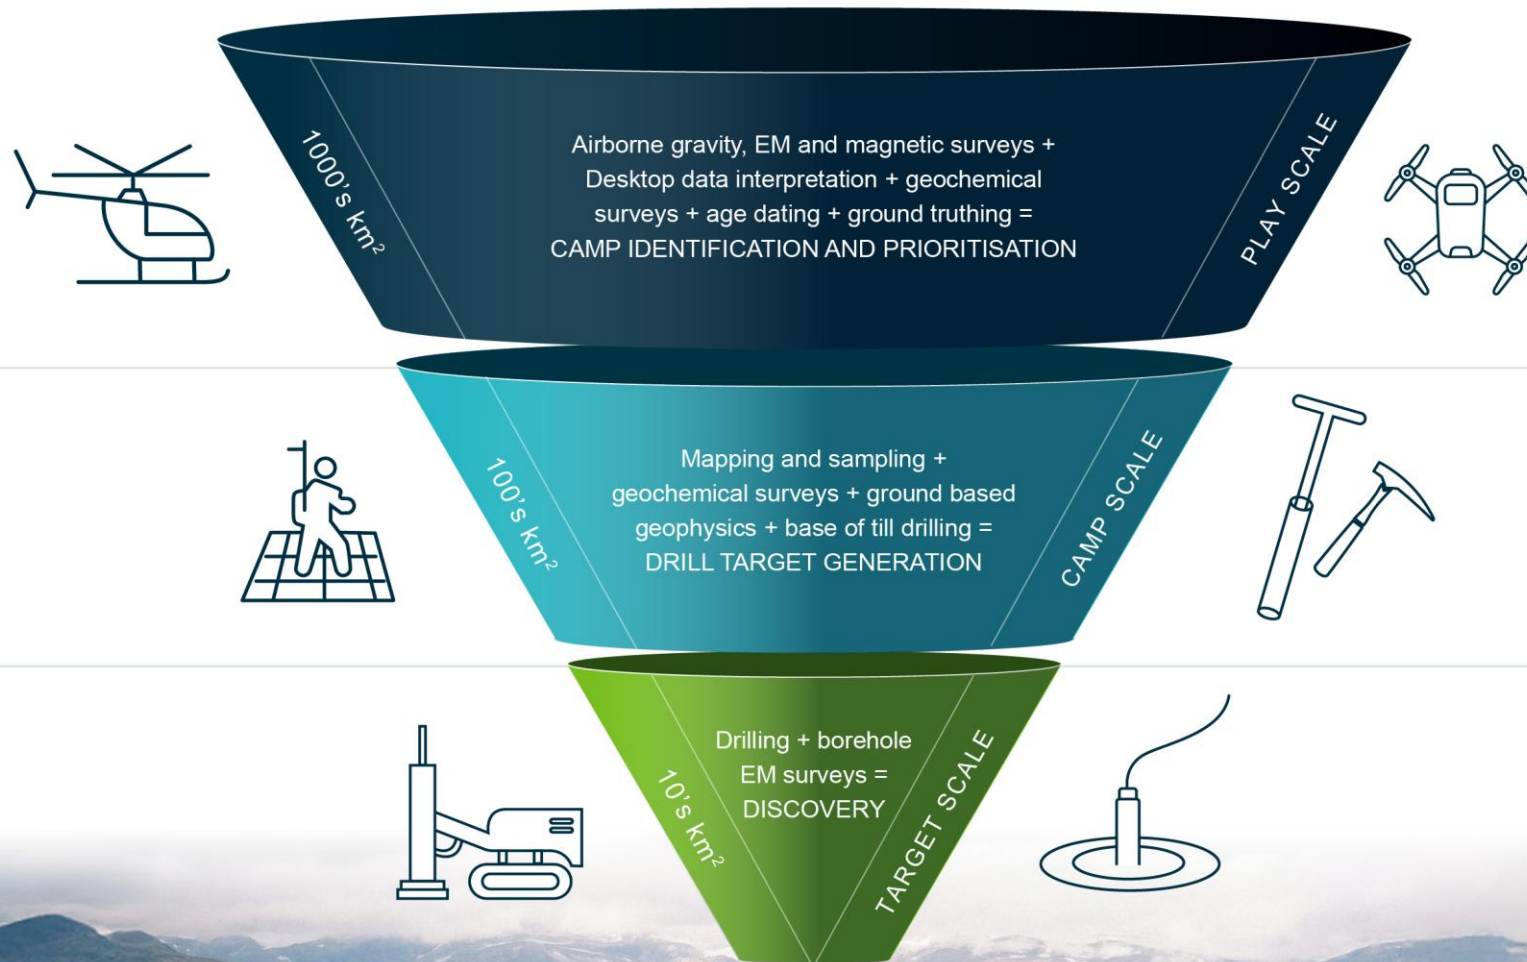 1000's km²
Airborne gravity, EM and magnetic surveys +
Desktop data interpretation + geochemical
surveys + age dating + ground truthing =
CAMP IDENTIFICATION AND PRIORITISATION
PLAY SCALE
100's km²
Mapping and sampling +
geochemical surveys + ground based
geophysics + base of till drilling =
DRILL TARGET GENERATION
CAMP SCALE
10's km²
Drilling + borehole
EM surveys =
DISCOVERY
TARGET SCALE